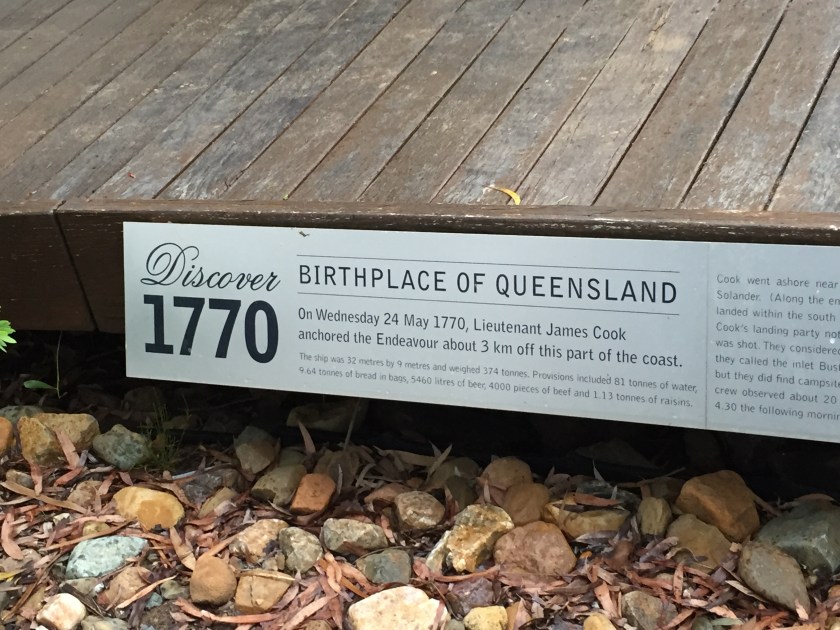 Discover
1770
BIRTHPLACE OF QUEENSLAND
On Wednesday 24 May 1770, Lieutenant James Cook
anchored the Endeavour about 3 km off this part of the coast.
The ship was 32 metres by 9 metres and weighed 374 tonnes. Provisions included 81 tonnes of water,
9.64 tonnes of bread in bags, 5460 litres of beer, 4000 pieces of beef and 1.13 tonnes of raisins.
Cook went ashore near
Solander. (Along the en
landed within the south
Cook's landing party not
was shot. They considere
they called the inlet Bus
but they did find campsi
crew observed about 20
4.30 the following mornin